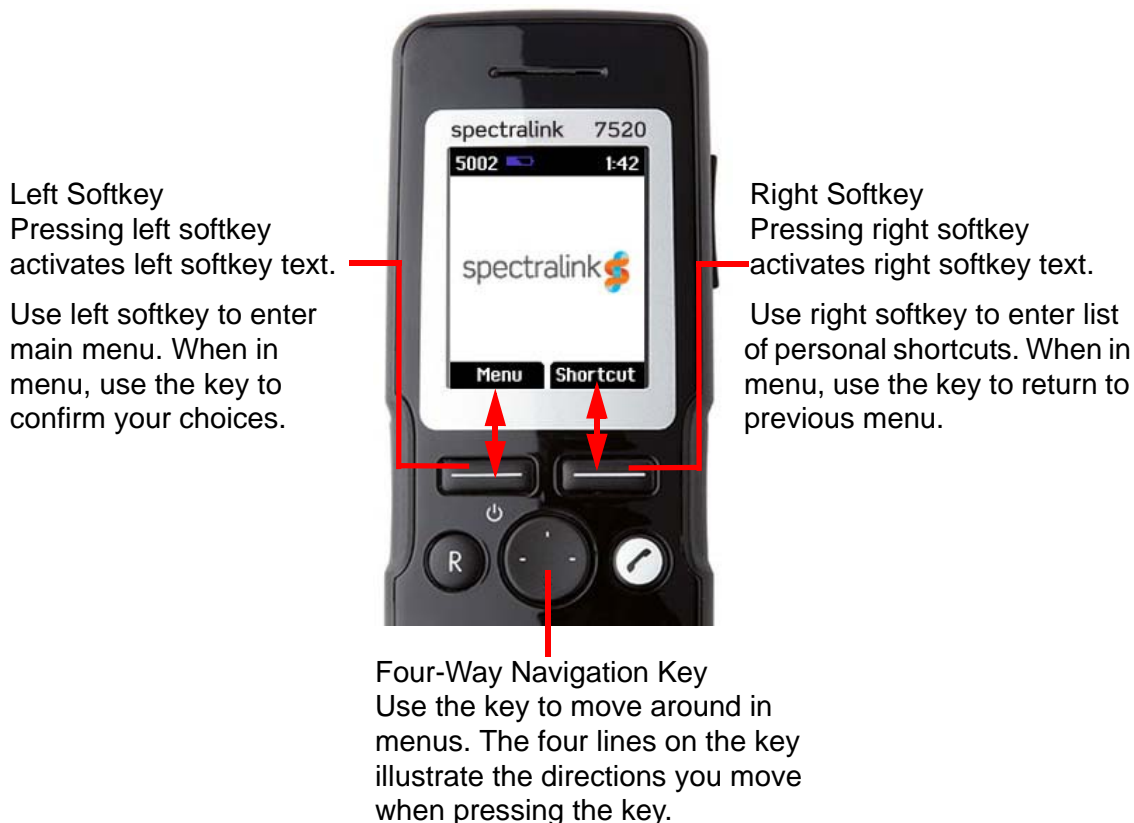 spectralink 7520
5002 1:42
spectralink
Menu Shortcut
R
Left Softkey
Pressing left softkey
activates left softkey text.
Use left softkey to enter
main menu. When in
menu, use the key to
confirm your choices.
Right Softkey
Pressing right softkey
activates right softkey text.
Use right softkey to enter list
of personal shortcuts. When in
menu, use the key to return to
previous menu.
Four-Way Navigation Key
Use the key to move around in
menus. The four lines on the key
illustrate the directions you move
when pressing the key.